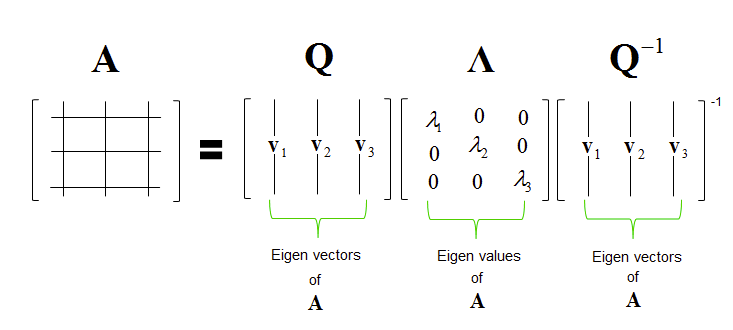 A Q Λ Q⁻¹
= -1
λ₁ 0 0
v₁ v₂ v₃ 0 λ₂ 0 v₁ v₂ v₃
0 0 λ₃
Eigen vectors Eigen values Eigen vectors
of of of
A A A